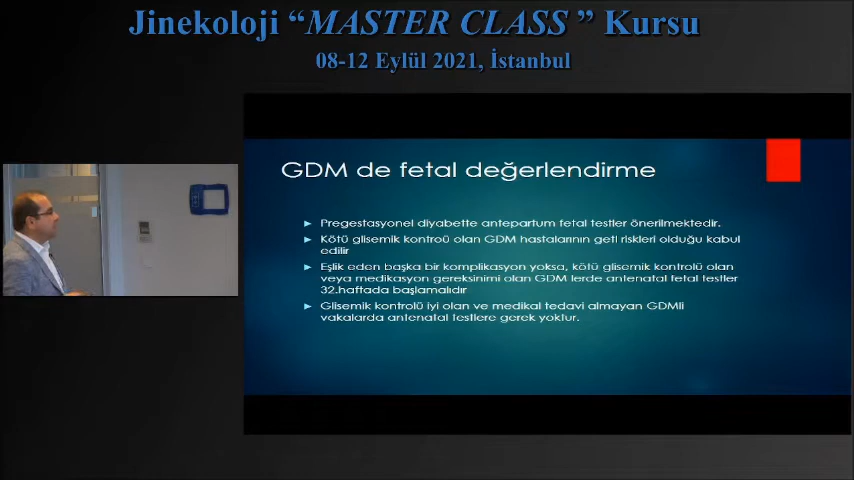 Jinekoloji “MASTER CLASS ” Kursu
08-12 Eylül 2021, İstanbul
GDM de fetal değerlendirme
Pregestasyonel diyabette antepartum fetal testler önerilmektedir.
Kötü glisemik kontroü olan GDM hastalarının geti riskleri olduğu kabul
edilir
Eşlik eden başka bir komplikasyon yoksa, kötü glisemik kontrolü olan
veya medikasyon gereksinimi olan GDM lerde antenatal fetal testler
32.haftada başlamalıdır
Glisemik kontrolü iyi olan ve medikal tedavi almayan GDMli
vakalarda antenatal testlere gerek yoktur.